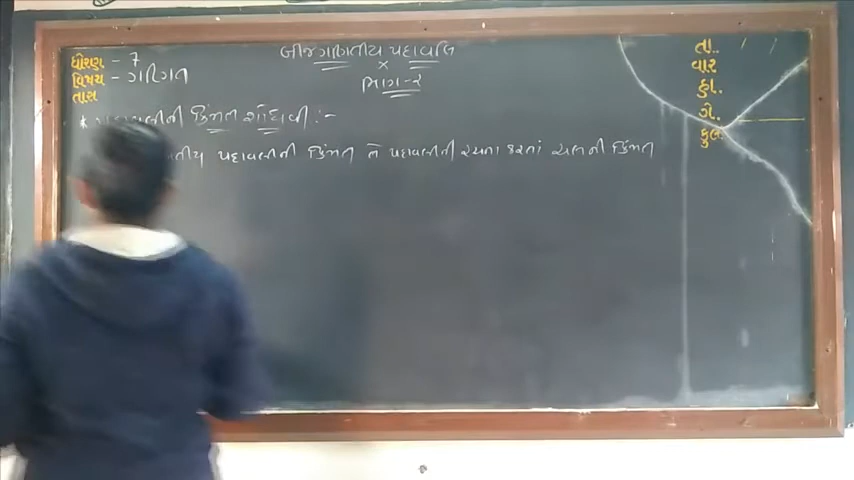 બીજગણિતીય પદાવલિ
×
ભાગ-૨
ધોરણ - 7
વિષય - ગણિત
તાસ
* પદાવલીની કિંમત શોધવી :-
પદાવલીની કિંમત તે પદાવલીની રચના કરતાં ચલની કિંમત
તા.. / /
વાર
હા.
ગે.
કુલ